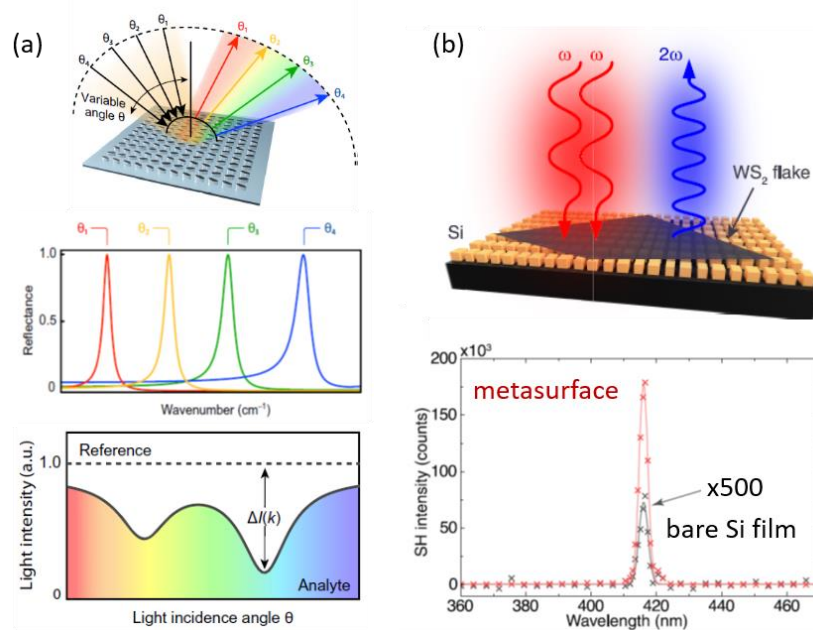 (a)
θ₄
θ₃
θ₂
θ₁
θ₁
θ₂
θ₃
θ₄
Variable
angle θ
θ₁
θ₂
θ₃
θ₄
1.0
0.5
0
Reflectance
Wavenumber (cm⁻¹)
Reference
1.0
0
Light intensity (a.u.)
ΔI(k)
Analyte
Light incidence angle θ
(b)
ω
ω
2ω
WS₂ flake
Si
x10³
200
150
100
50
0
SH intensity (counts)
metasurface
x500
bare Si film
360
380
400
420
440
460
Wavelength (nm)